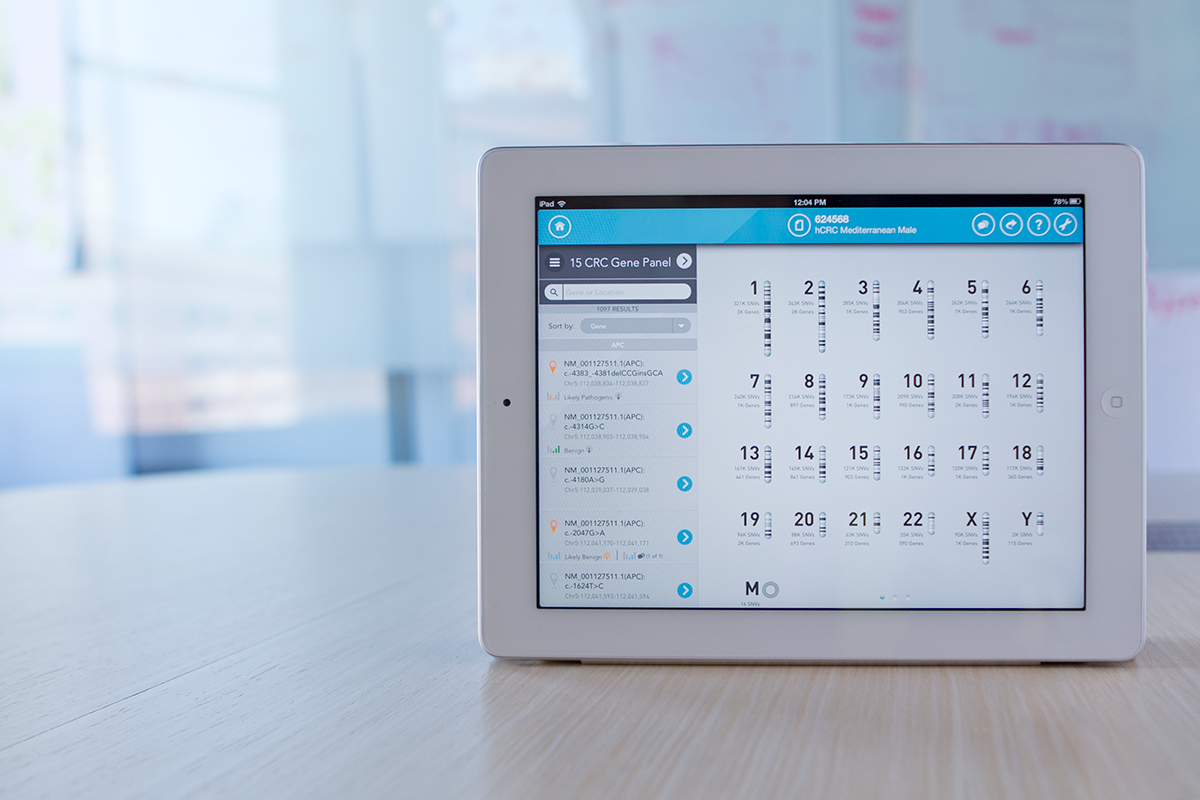 iPad
12:04 PM
78%
624568
hCRC Mediterranean Male
?
15 CRC Gene Panel
Gene or Location
1097 RESULTS
Sort by: Gene
APC
NM_001127511.1(APC):
c.-4383_-4381delCCGinsGCA
Chr5:112,038,834-112,038,837
Likely Pathogenic
NM_001127511.1(APC):
c.-4314G>C
Chr5:112,038,903-112,038,904
Benign
NM_001127511.1(APC):
c.-4180A>G
Chr5:112,039,037-112,039,038
NM_001127511.1(APC):
c.-2047G>A
Chr5:112,041,170-112,041,171
Likely Benign (1 of 1)
NM_001127511.1(APC):
c.-1624T>C
Chr5:112,041,593-112,041,594
1 2 3 4 5 6
321K SNVs 343K SNVs 285K SNVs 304K SNVs 262K SNVs 266K SNVs
3K Genes 2K Genes 1K Genes 953 Genes 1K Genes 1K Genes
7 8 9 10 11 12
240K SNVs 214K SNVs 173K SNVs 209K SNVs 208K SNVs 196K SNVs
1K Genes 897 Genes 1K Genes 990 Genes 1K Genes 1K Genes
13 14 15 16 17 18
161K SNVs 145K SNVs 121K SNVs 133K SNVs 120K SNVs 117K SNVs
441 Genes 841 Genes 903 Genes 1K Genes 1K Genes 360 Genes
19 20 21 22 X Y
94K SNVs 88K SNVs 63K SNVs 55K SNVs 90K SNVs 3K SNVs
2K Genes 693 Genes 310 Genes 590 Genes 1K Genes 115 Genes
M
16 SNVs